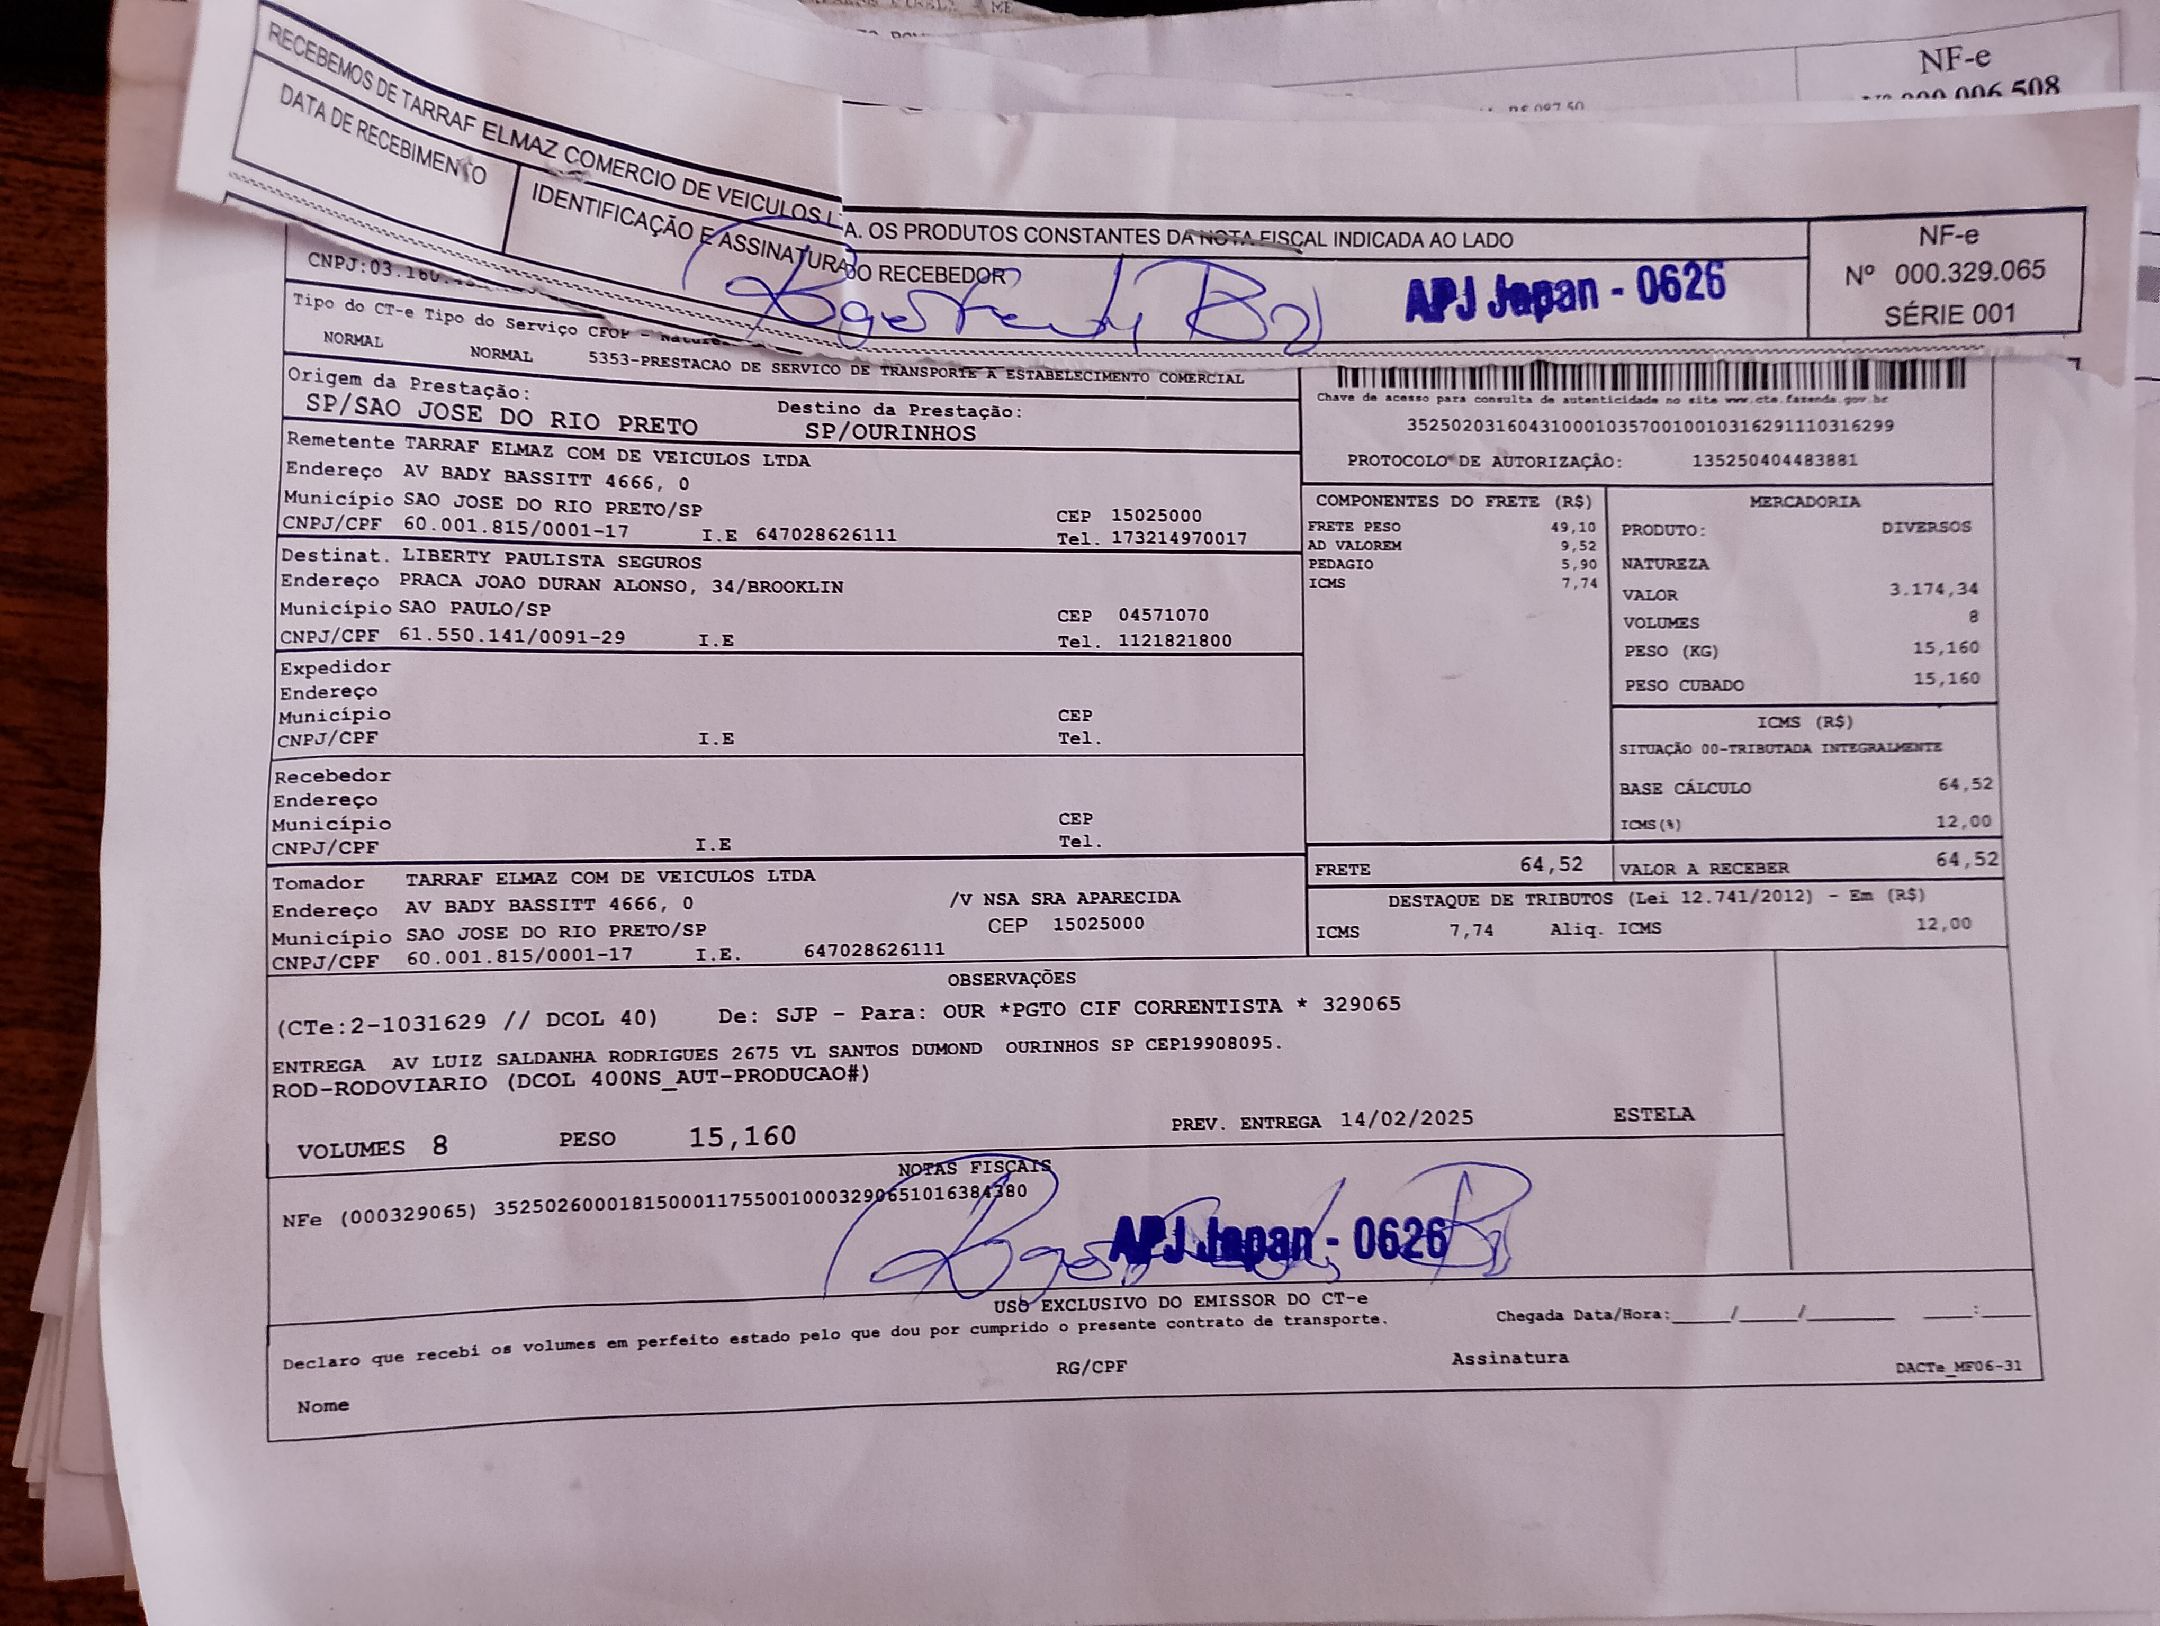 NF-e
Nº 000.006.508
RECEBEMOS DE TARRAF ELMAZ COMERCIO DE VEICULOS L A. OS PRODUTOS CONSTANTES DA NOTA FISCAL INDICADA AO LADO
DATA DE RECEBIMENTO
IDENTIFICAÇÃO E ASSINATURA DO RECEBEDOR
APJ Japan - 0626
NF-e
Nº 000.329.065
SÉRIE 001
CNPJ:03.160.
Tipo do CT-e Tipo do Serviço CFOP -
NORMAL NORMAL 5353-PRESTACAO DE SERVICO DE TRANSPORTE A ESTABELECIMENTO COMERCIAL
Origem da Prestação: Destino da Prestação:
SP/SAO JOSE DO RIO PRETO SP/OURINHOS
Chave de acesso para consulta de autenticidade no site www.cte.fazenda.gov.br
35250203160431000103570010010316291110316299
PROTOCOLO DE AUTORIZAÇÃO: 135250404483881
Remetente TARRAF ELMAZ COM DE VEICULOS LTDA
Endereço AV BADY BASSITT 4666, 0
Município SAO JOSE DO RIO PRETO/SP CEP 15025000
CNPJ/CPF 60.001.815/0001-17 I.E 647028626111 Tel. 173214970017
Destinat. LIBERTY PAULISTA SEGUROS
Endereço PRACA JOAO DURAN ALONSO, 34/BROOKLIN
Município SAO PAULO/SP CEP 04571070
CNPJ/CPF 61.550.141/0091-29 I.E Tel. 1121821800
Expedidor
Endereço
Município CEP
CNPJ/CPF I.E Tel.
Recebedor
Endereço
Município CEP
CNPJ/CPF I.E Tel.
Tomador TARRAF ELMAZ COM DE VEICULOS LTDA
Endereço AV BADY BASSITT 4666, 0 /V NSA SRA APARECIDA
Município SAO JOSE DO RIO PRETO/SP CEP 15025000
CNPJ/CPF 60.001.815/0001-17 I.E. 647028626111
COMPONENTES DO FRETE (R$)
FRETE PESO 49,10
AD VALOREM 9,52
PEDAGIO 5,90
ICMS 7,74
MERCADORIA
PRODUTO: DIVERSOS
NATUREZA
VALOR 3.174,34
VOLUMES 8
PESO (KG) 15,160
PESO CUBADO 15,160
ICMS (R$)
SITUAÇÃO 00-TRIBUTADA INTEGRALMENTE
BASE CÁLCULO 64,52
ICMS(%) 12,00
FRETE 64,52 VALOR A RECEBER 64,52
DESTAQUE DE TRIBUTOS (Lei 12.741/2012) - Em (R$)
ICMS 7,74 Aliq. ICMS 12,00
OBSERVAÇÕES
(CTe:2-1031629 // DCOL 40) De: SJP - Para: OUR *PGTO CIF CORRENTISTA * 329065
ENTREGA AV LUIZ SALDANHA RODRIGUES 2675 VL SANTOS DUMOND OURINHOS SP CEP19908095.
ROD-RODOVIARIO (DCOL 400NS_AUT-PRODUCAO#)
VOLUMES 8 PESO 15,160 PREV. ENTREGA 14/02/2025 ESTELA
NOTAS FISCAIS
NFe (000329065) 35250260001815000117550010003290651016384380
APJ Japan - 0626
USO EXCLUSIVO DO EMISSOR DO CT-e
Declaro que recebi os volumes em perfeito estado pelo que dou por cumprido o presente contrato de transporte.
Chegada Data/Hora:_____/_____/________ ____:____
Nome RG/CPF Assinatura DACTe_MF06-31